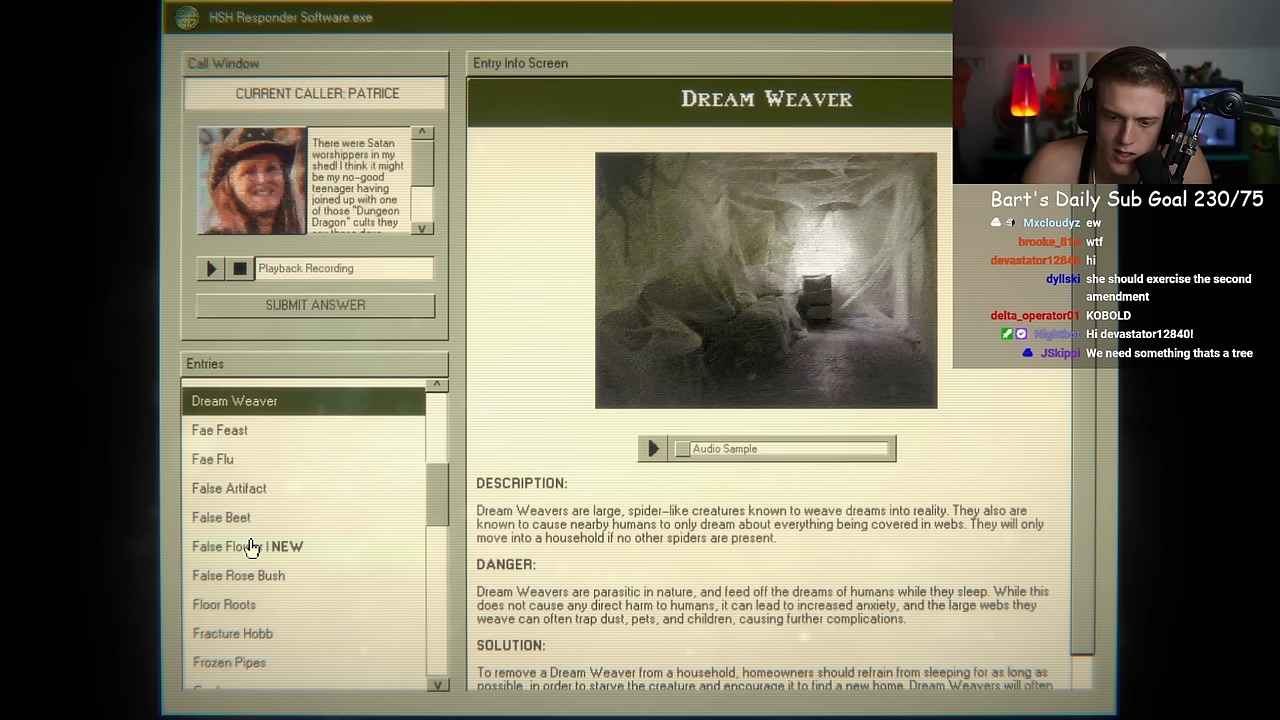 HSH Responder Software.exe
Call Window
CURRENT CALLER: PATRICE
There were Satan
worshippers in my
shed! I think it might
be my no-good
teenager having
joined up with one
of those "Dungeon
Dragon" cults they
Playback Recording
SUBMIT ANSWER
Entries
Dream Weaver
Fae Feast
Fae Flu
False Artifact
False Beet
False Flower | NEW
False Rose Bush
Floor Roots
Fracture Hobb
Frozen Pipes
Entry Info Screen
DREAM WEAVER
Audio Sample
DESCRIPTION:
Dream Weavers are large, spider-like creatures known to weave dreams into reality. They also are
known to cause nearby humans to only dream about everything being covered in webs. They will only
move into a household if no other spiders are present.
DANGER:
Dream Weavers are parasitic in nature, and feed off the dreams of humans while they sleep. While this
does not cause any direct harm to humans, it can lead to increased anxiety, and the large webs they
weave can often trap dust, pets, and children, causing further complications.
SOLUTION:
To remove a Dream Weaver from a household, homeowners should refrain from sleeping for as long as
possible, in order to starve the creature and encourage it to find a new home. Dream Weavers will often
Bart's Daily Sub Goal 230/75
Mxcloudyz ew
wtf
devastator12840 hi
dyllski she should exercise the second
amendment
delta_operator01 KOBOLD
Nightbot Hi devastator12840!
JSkippi We need something thats a tree